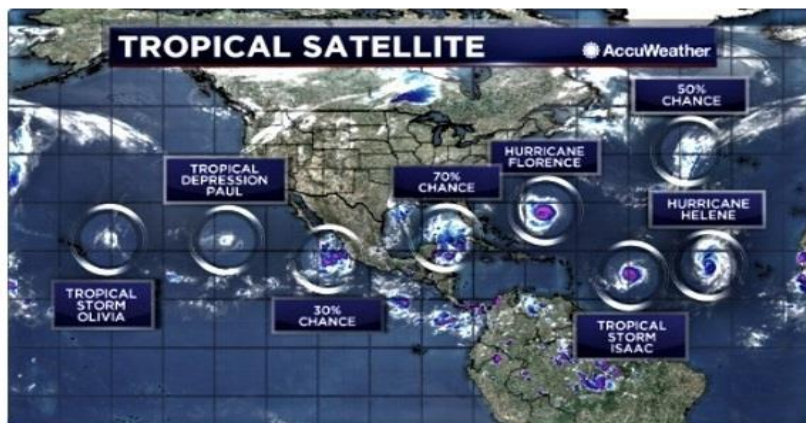 TROPICAL SATELLITE
AccuWeather
50%
CHANCE
HURRICANE
FLORENCE
70%
CHANCE
TROPICAL
DEPRESSION
PAUL
HURRICANE
HELENE
TROPICAL
STORM
OLIVIA
30%
CHANCE
TROPICAL
STORM
ISAAC